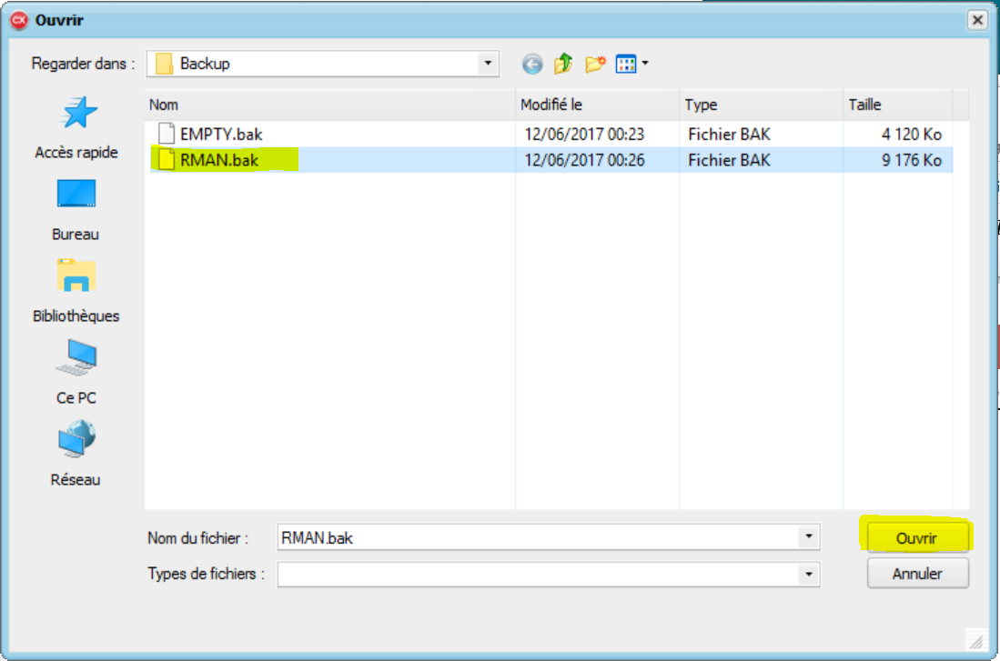 CX Ouvrir
Regarder dans : Backup
Accès rapide
Bureau
Bibliothèques
Ce PC
Réseau
Nom Modifié le Type Taille
EMPTY.bak 12/06/2017 00:23 Fichier BAK 4 120 Ko
RMAN.bak 12/06/2017 00:26 Fichier BAK 9 176 Ko
Nom du fichier : RMAN.bak Ouvrir
Types de fichiers : Annuler